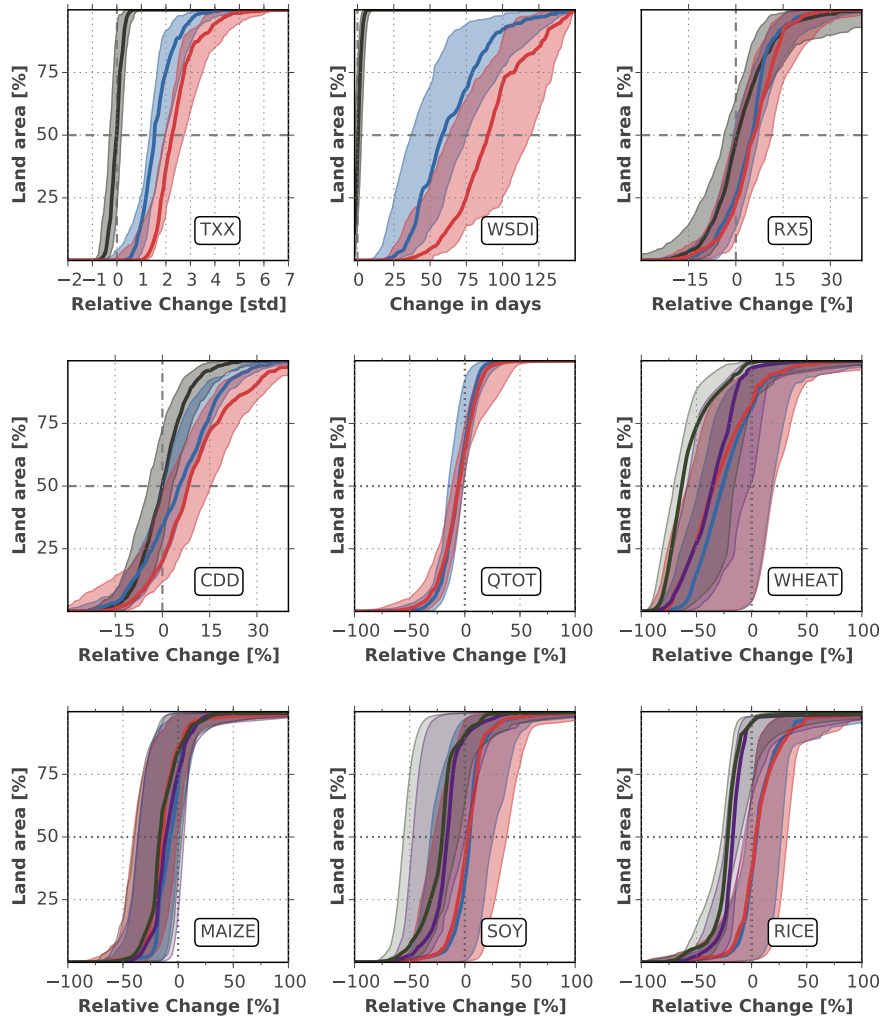 Land area [%]
75
50
25
TXX
−2 −1 0 1 2 3 4 5 6 7
Relative Change [std]
Land area [%]
75
50
25
WSDI
0 25 50 75 100 125
Change in days
Land area [%]
75
50
25
RX5
−15 0 15 30
Relative Change [%]
Land area [%]
75
50
25
CDD
−15 0 15 30
Relative Change [%]
Land area [%]
75
50
25
QTOT
−100 −50 0 50 100
Relative Change [%]
Land area [%]
75
50
25
WHEAT
−100 −50 0 50 100
Relative Change [%]
Land area [%]
75
50
25
MAIZE
−100 −50 0 50 100
Relative Change [%]
Land area [%]
75
50
25
SOY
−100 −50 0 50 100
Relative Change [%]
Land area [%]
75
50
25
RICE
−100 −50 0 50 100
Relative Change [%]